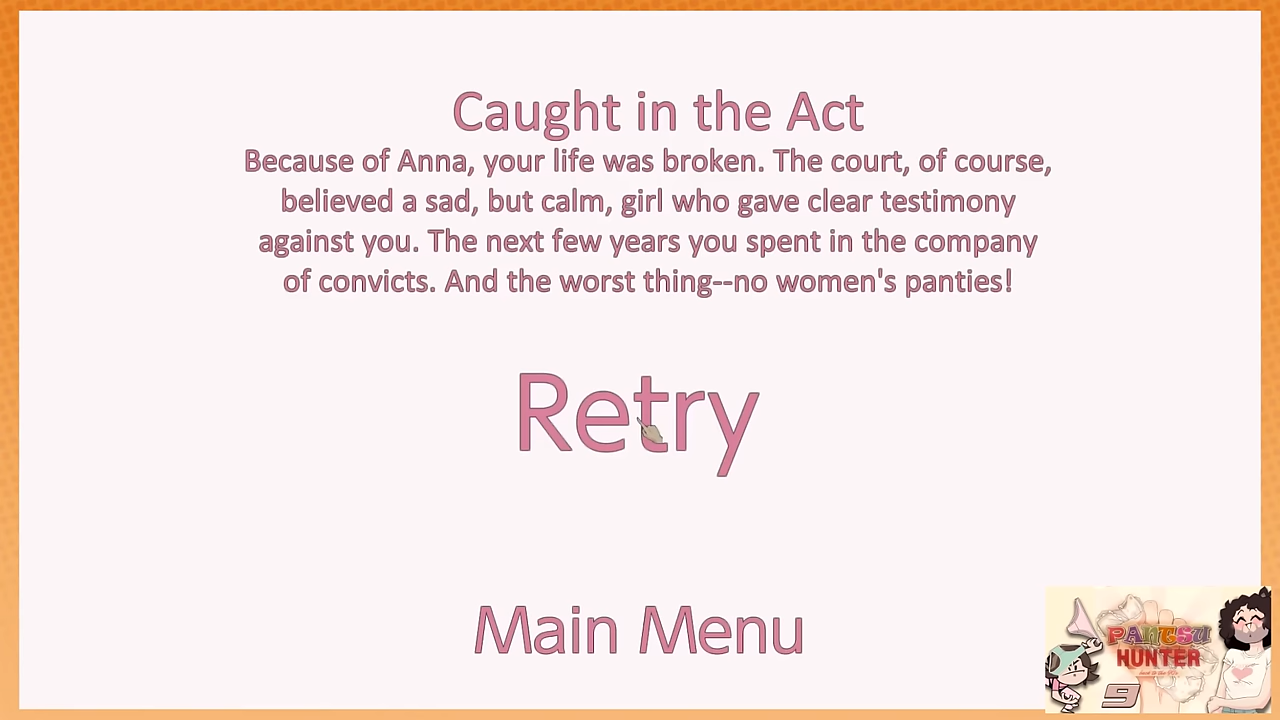 Caught in the Act
Because of Anna, your life was broken. The court, of course,
believed a sad, but calm, girl who gave clear testimony
against you. The next few years you spent in the company
of convicts. And the worst thing--no women's panties!
Retry
Main Menu
PANTSU
HUNTER
9